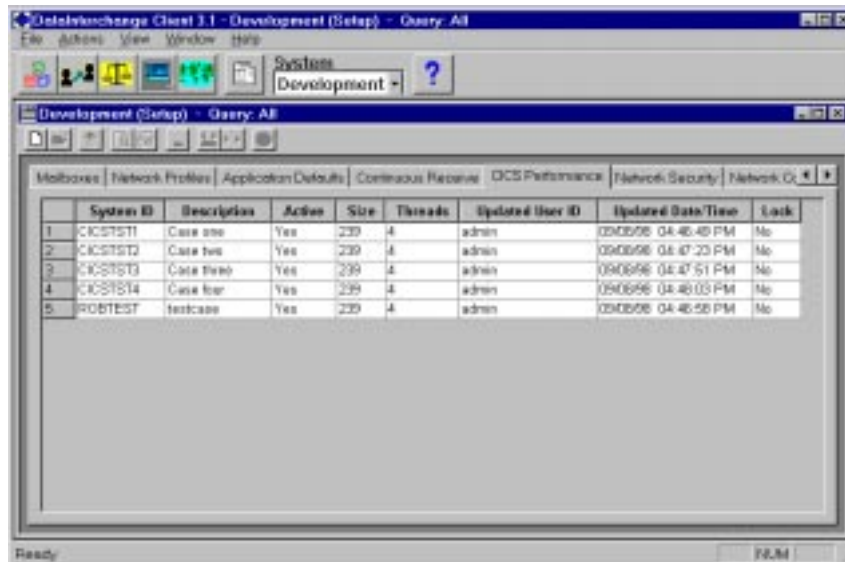 DataInterchange Client 3.1 - Development (Setup) - Query: All
File Actions View Window Help
System
Development
?
Development (Setup) - Query: All
Mailboxes Network Profiles Application Defaults Continuous Receive CICS Performance Network Security
System ID Description Active Size Threads Updated User ID Updated Date/Time Lock
1 CICSTST1 Case one Yes 239 4 admin 09/08/98 04:46:49 PM No
2 CICSTST2 Case two Yes 239 4 admin 09/08/98 04:47:23 PM No
3 CICSTST3 Case three Yes 239 4 admin 09/08/98 04:47:51 PM No
4 CICSTST4 Case four Yes 239 4 admin 09/08/98 04:48:03 PM No
5 ROBTEST testcase Yes 239 4 admin 09/08/98 04:46:58 PM No
Ready NUM